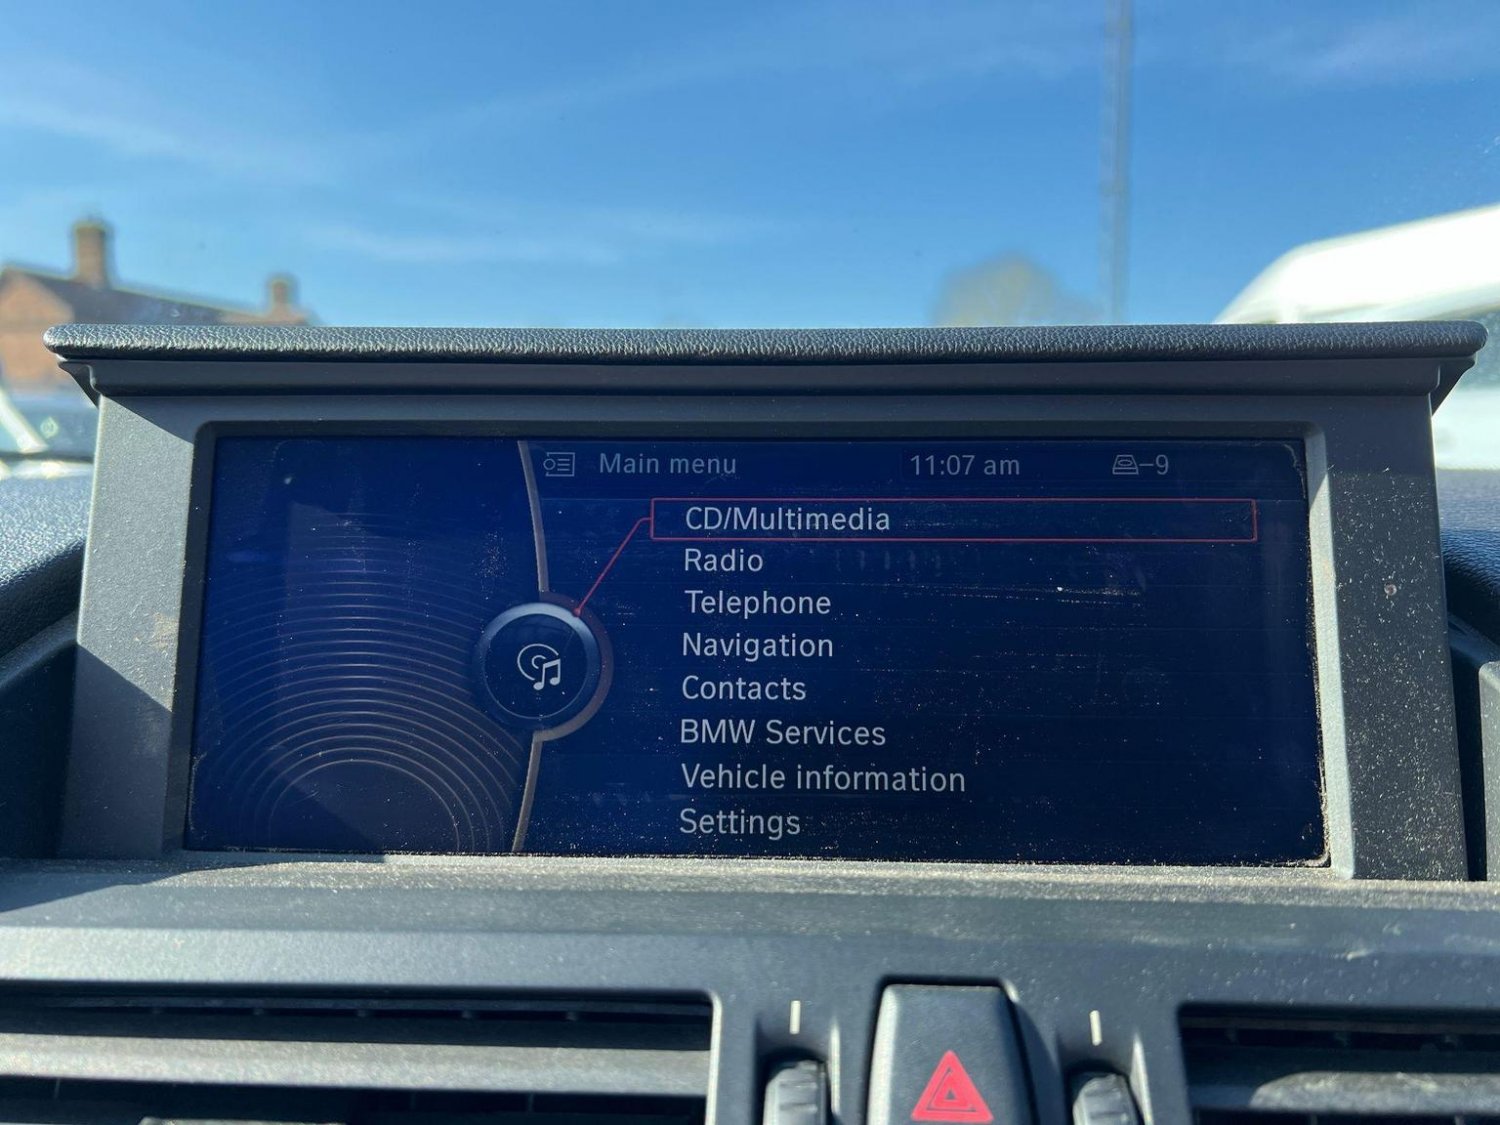 Main menu 11:07 am –9
CD/Multimedia
Radio
Telephone
Navigation
Contacts
BMW Services
Vehicle information
Settings